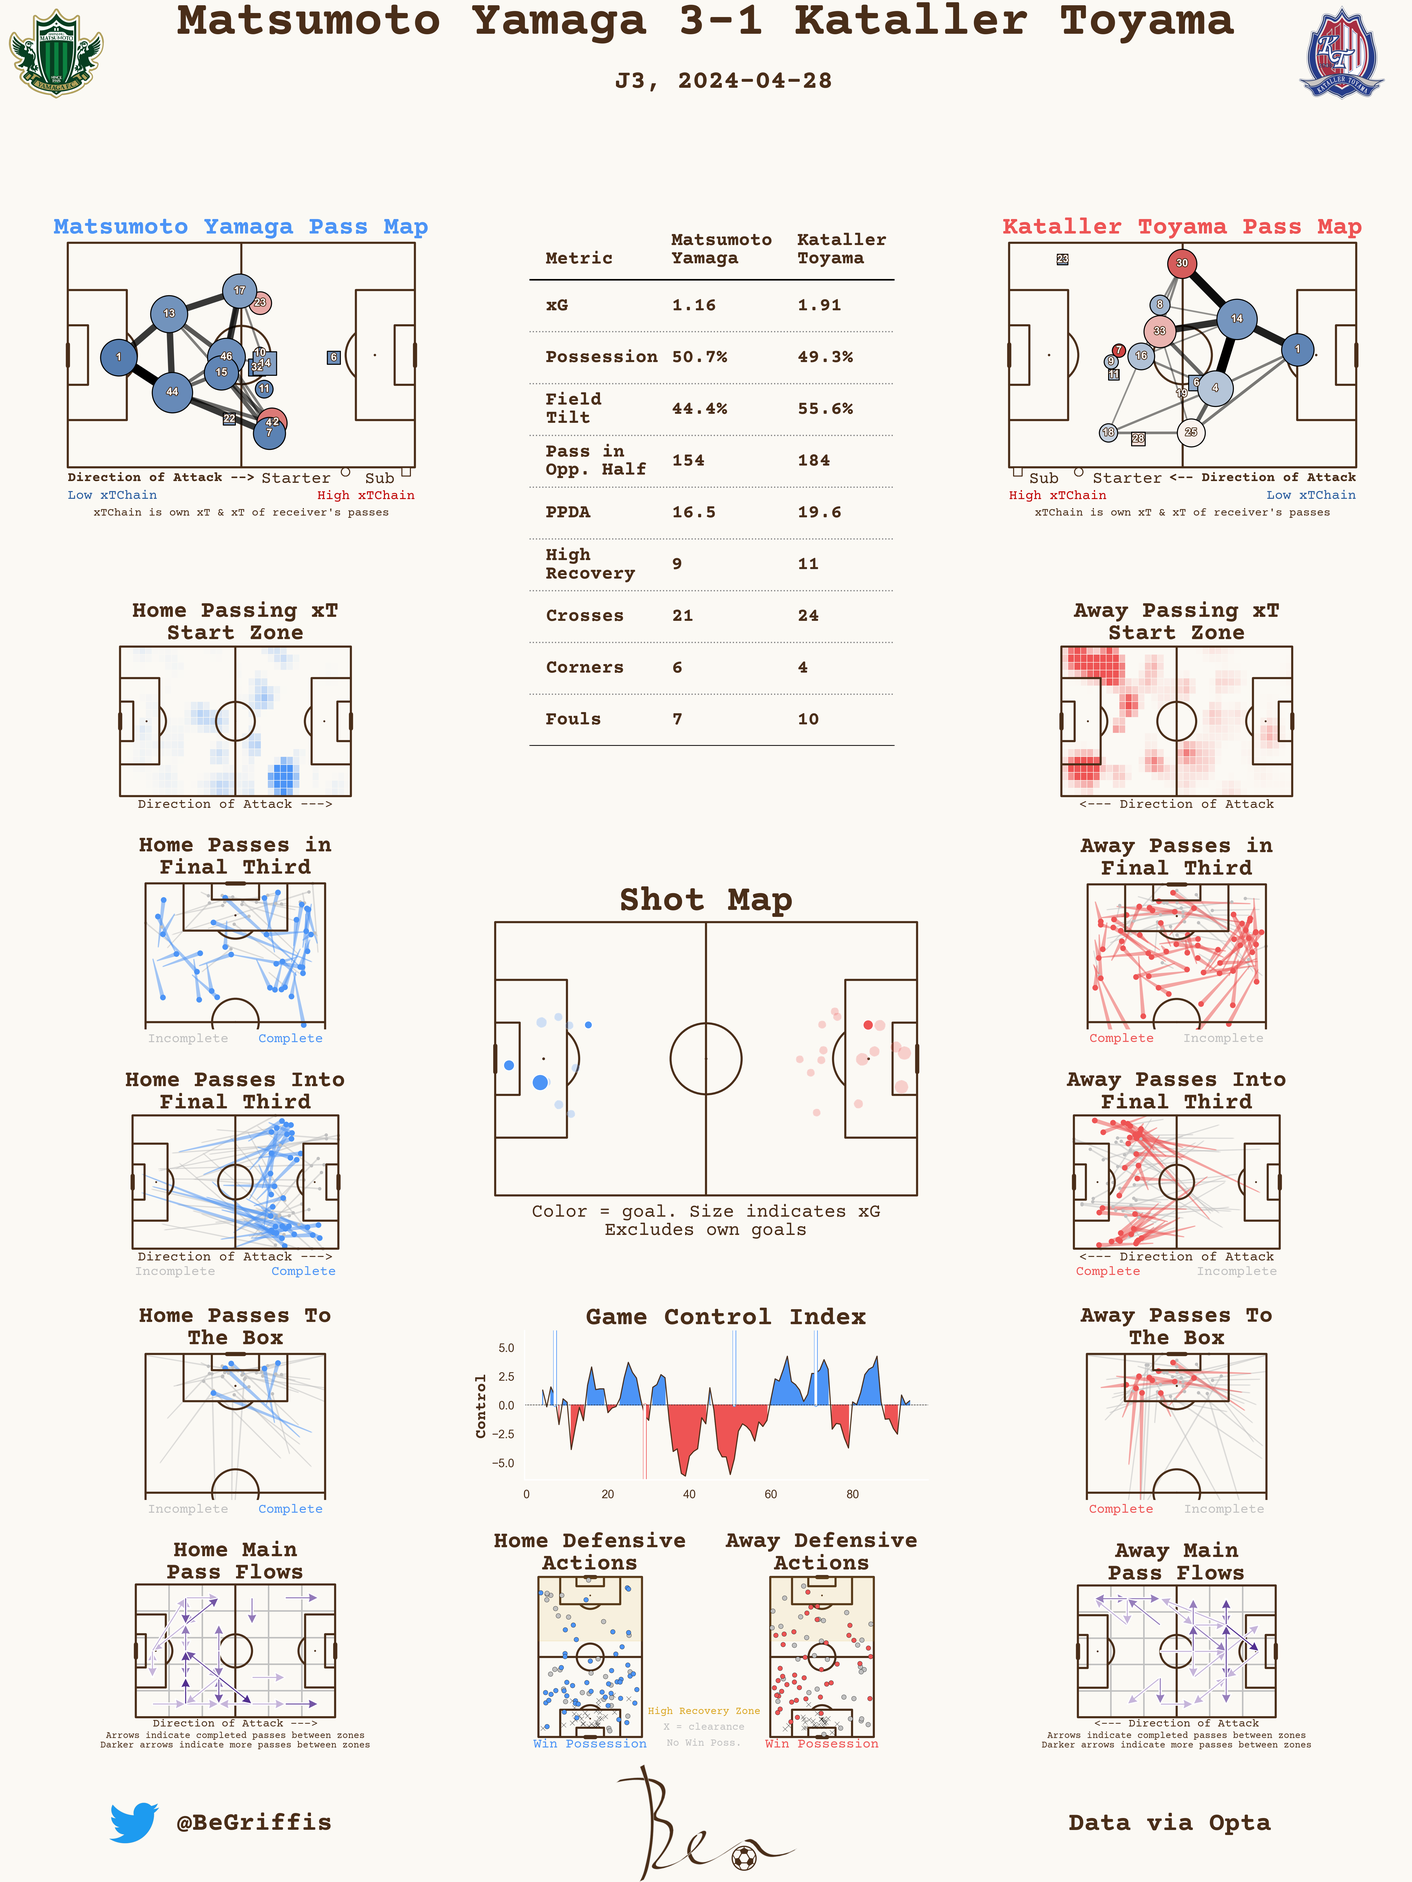 Matsumoto Yamaga 3-1 Kataller Toyama
J3, 2024-04-28
MATSUMOTO
YAMAGA F.C.
KATALLER TOYAMA
Matsumoto Yamaga Pass Map
17
23
13
1
46
10
14
32
15
6
44
11
22
42
7
Direction of Attack --> Starter Sub
Low xTChain High xTChain
xTChain is own xT & xT of receiver's passes
Metric Matsumoto Yamaga Kataller Toyama
xG 1.16 1.91
Possession 50.7% 49.3%
Field Tilt 44.4% 55.6%
Pass in Opp. Half 154 184
PPDA 16.5 19.6
High Recovery 9 11
Crosses 21 24
Corners 6 4
Fouls 7 10
Kataller Toyama Pass Map
23
30
8
14
33
7
16
1
9
11
6
4
19
18
28
25
Sub Starter <-- Direction of Attack
High xTChain Low xTChain
xTChain is own xT & xT of receiver's passes
Home Passing xT
Start Zone
Direction of Attack --->
Away Passing xT
Start Zone
<--- Direction of Attack
Home Passes in
Final Third
Incomplete Complete
Shot Map
Color = goal. Size indicates xG
Excludes own goals
Away Passes in
Final Third
Complete Incomplete
Home Passes Into
Final Third
Direction of Attack --->
Incomplete Complete
Away Passes Into
Final Third
<--- Direction of Attack
Complete Incomplete
Home Passes To
The Box
Incomplete Complete
Game Control Index
Control
5.0
2.5
0.0
−2.5
−5.0
0 20 40 60 80
Away Passes To
The Box
Complete Incomplete
Home Main
Pass Flows
Direction of Attack --->
Arrows indicate completed passes between zones
Darker arrows indicate more passes between zones
Home Defensive
Actions
Win Possession
High Recovery Zone
X = clearance
No Win Poss.
Away Defensive
Actions
Win Possession
Away Main
Pass Flows
<--- Direction of Attack
Arrows indicate completed passes between zones
Darker arrows indicate more passes between zones
@BeGriffis
Ben
Data via Opta